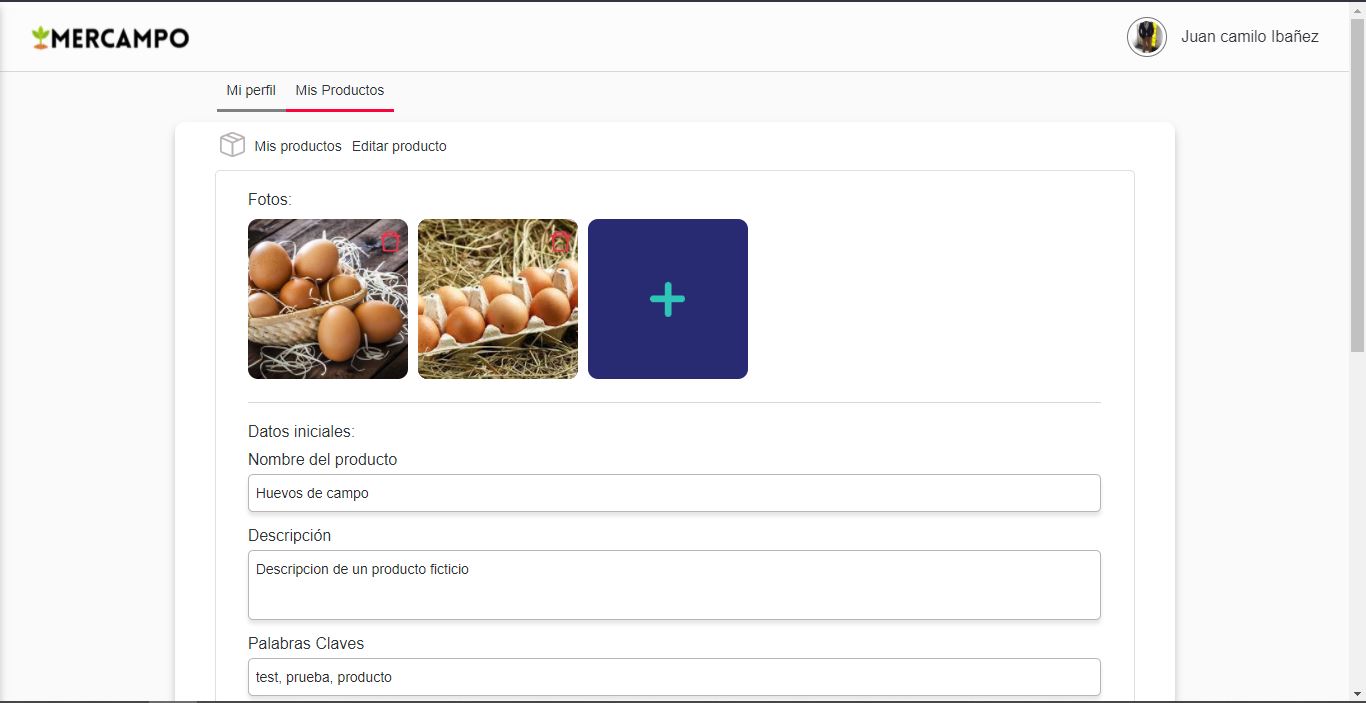 MERCAMPO
Juan camilo Ibañez
Mi perfil Mis Productos
Mis productos Editar producto
Fotos:
Datos iniciales:
Nombre del producto
Huevos de campo
Descripción
Descripcion de un producto ficticio
Palabras Claves
test, prueba, producto